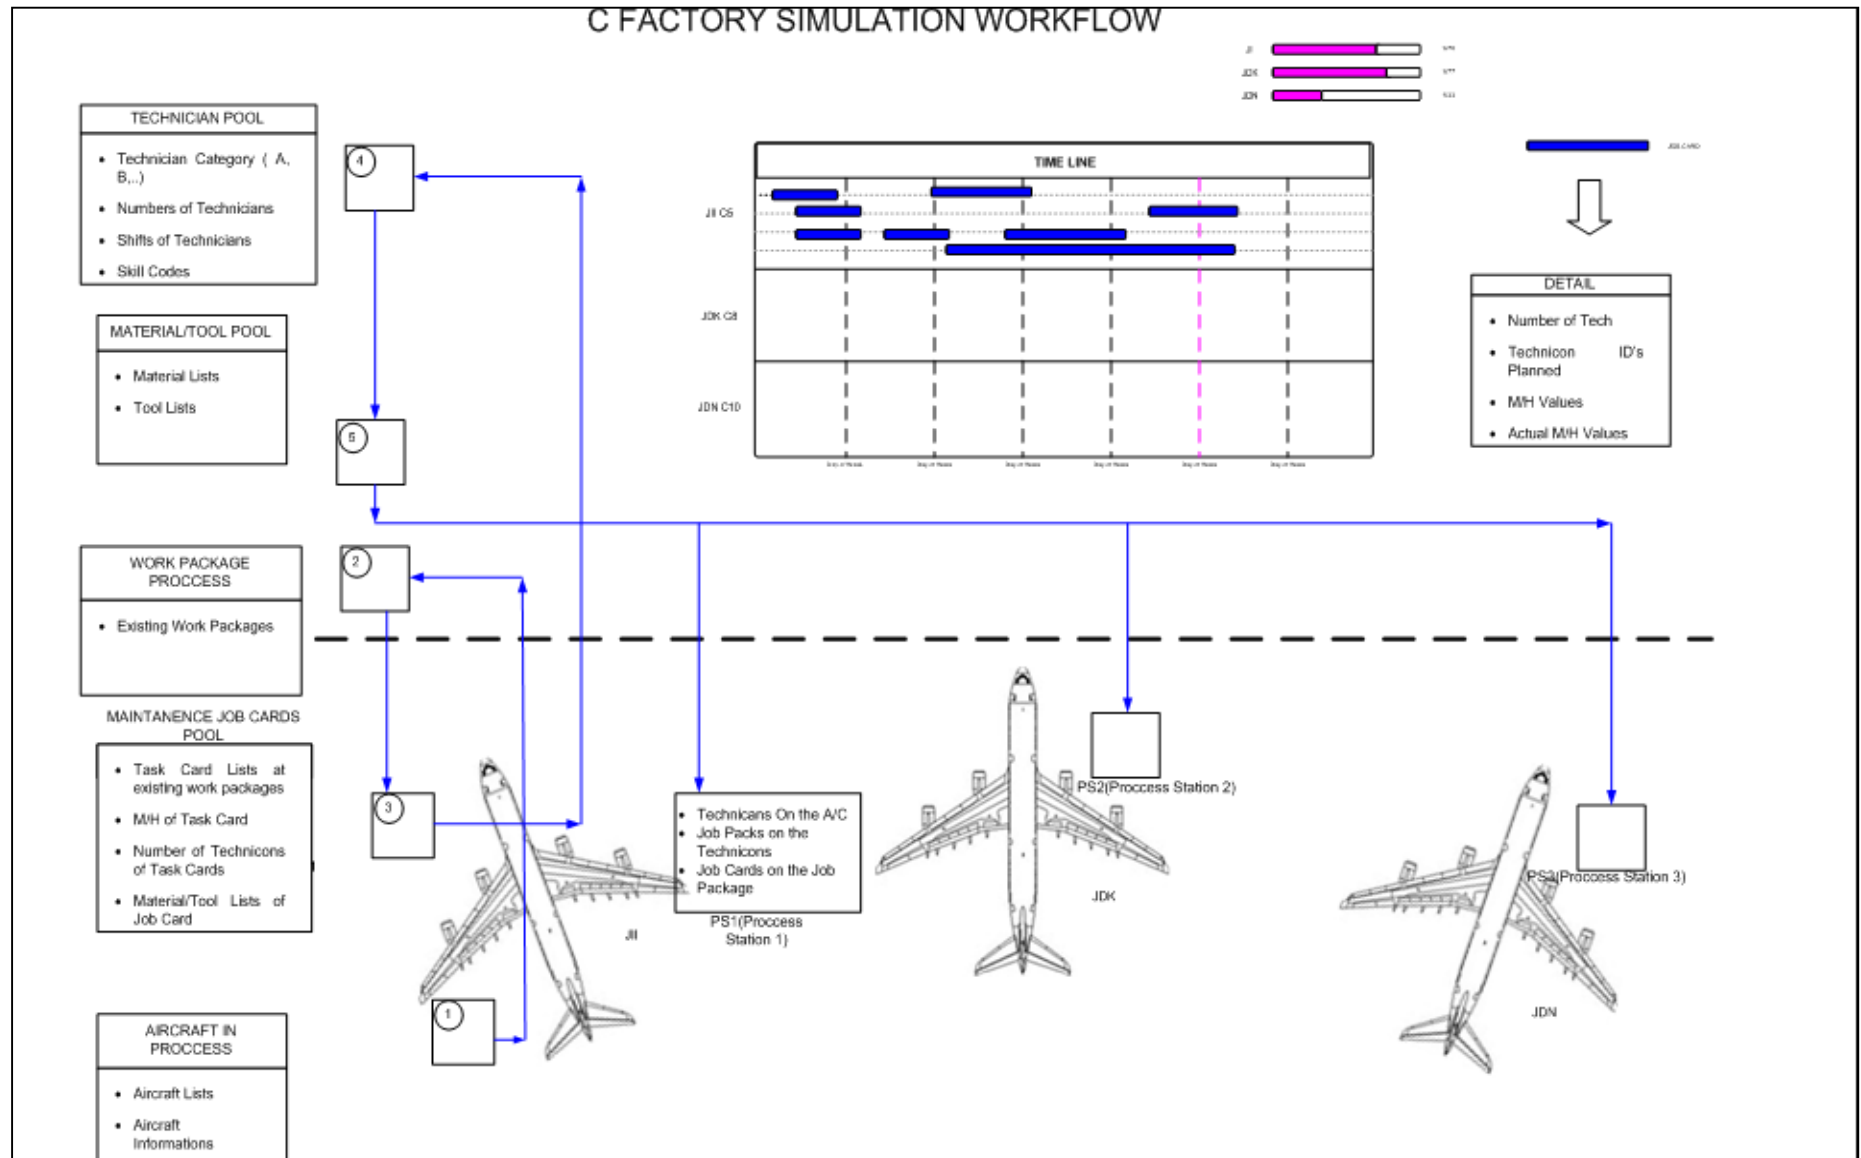 C FACTORY SIMULATION WORKFLOW
JDK
JDN
TECHNICIAN POOL
• Technician Category ( A,
B,..)
• Numbers of Technicians
• Shifts of Technicians
• Skill Codes
4
TIME LINE
JII C5
JDK C8
JDN C10
JOB CARD
DETAIL
• Number of Tech
• Technicon ID's
Planned
• M/H Values
• Actual M/H Values
MATERIAL/TOOL POOL
• Material Lists
• Tool Lists
5
WORK PACKAGE
PROCCESS
• Existing Work Packages
2
MAINTANENCE JOB CARDS
POOL
• Task Card Lists at
existing work packages
• M/H of Task Card
• Number of Technicons
of Task Cards
• Material/Tool Lists of
Job Card
3
• Technicans On the A/C
• Job Packs on the
Technicons
• Job Cards on the Job
• Package
PS1(Proccess
Station 1)
JII
PS2(Proccess Station 2)
JDK
PS3(Proccess Station 3)
JDN
1
AIRCRAFT IN
PROCCESS
• Aircraft Lists
• Aircraft
Informations